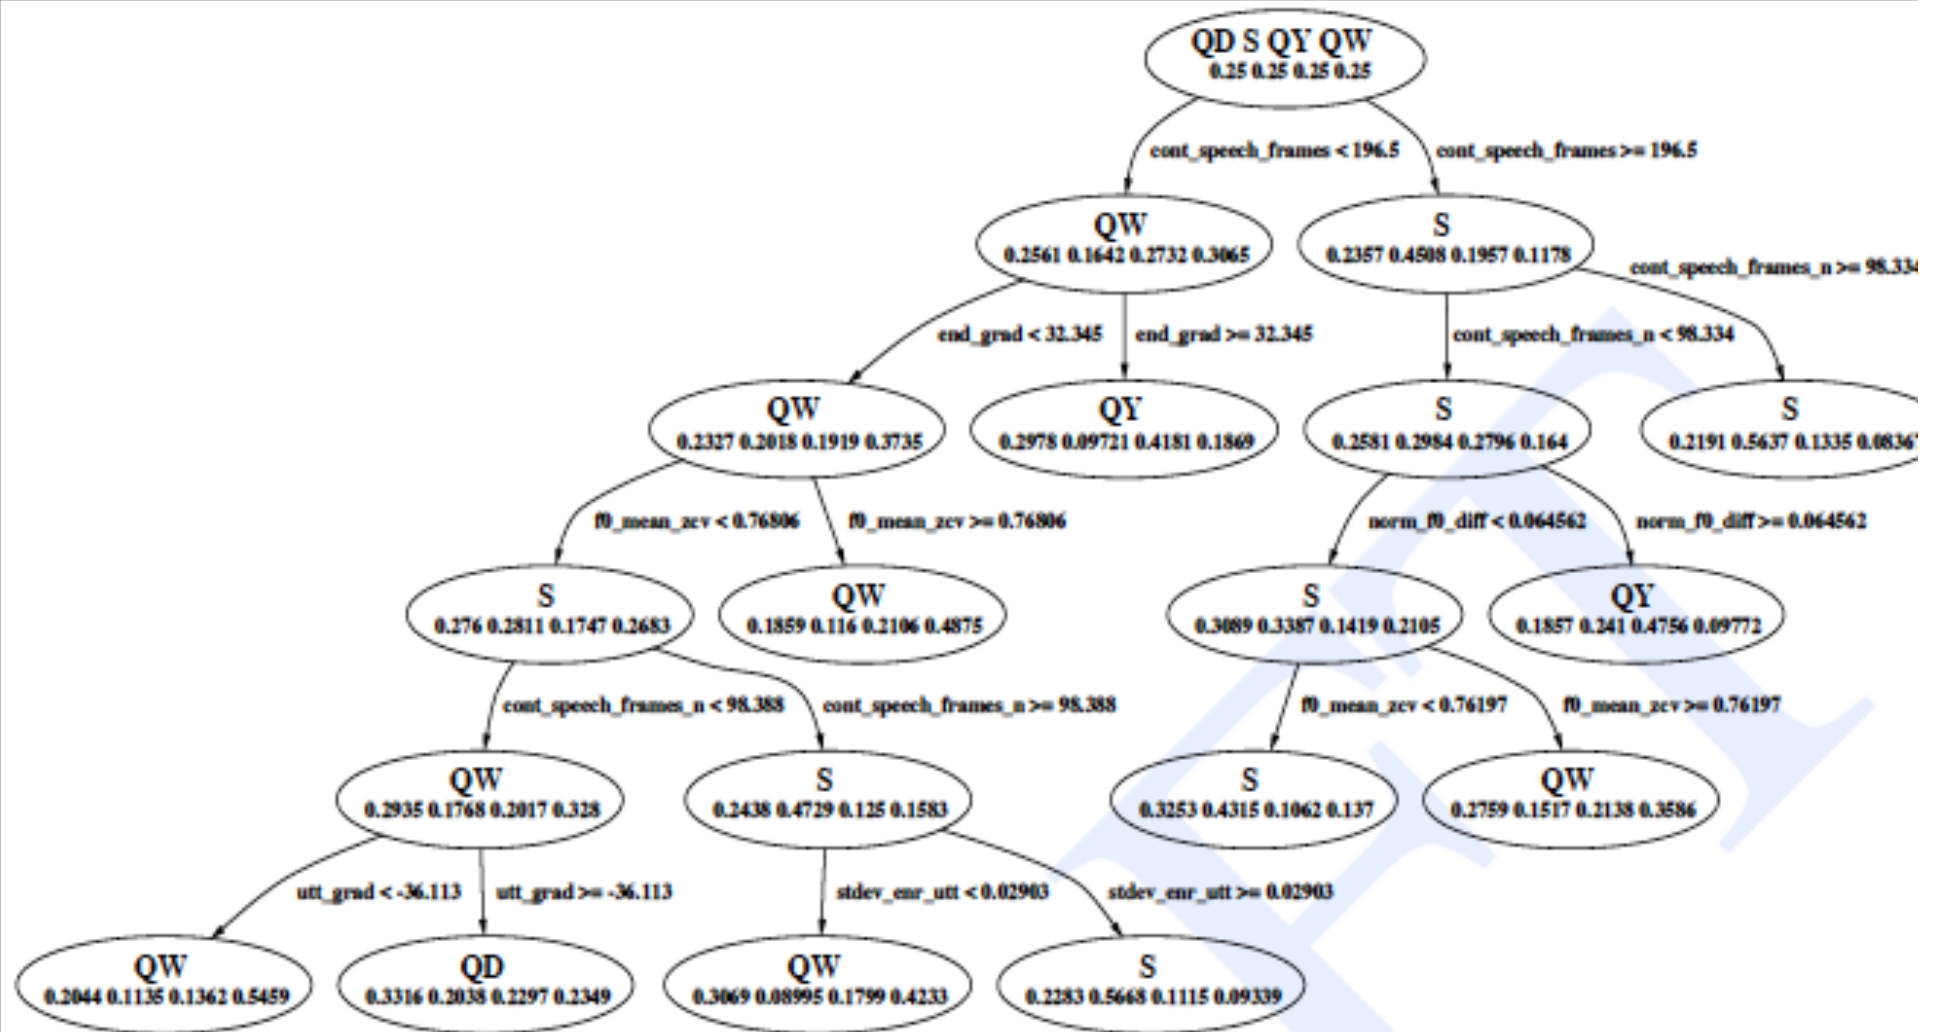 QD S QY QW
0.25 0.25 0.25 0.25
cont_speech_frames < 196.5
cont_speech_frames >= 196.5
QW
0.2561 0.1642 0.2732 0.3065
S
0.2357 0.4508 0.1957 0.1178
cont_speech_frames_n >= 98.334
end_grad < 32.345
end_grad >= 32.345
cont_speech_frames_n < 98.334
QW
0.2327 0.2018 0.1919 0.3735
QY
0.2978 0.09721 0.4181 0.1869
S
0.2581 0.2984 0.2796 0.164
S
0.2191 0.5637 0.1335 0.0836
f0_mean_zcv < 0.76806
f0_mean_zcv >= 0.76806
norm_f0_diff < 0.064562
norm_f0_diff >= 0.064562
S
0.276 0.2811 0.1747 0.2683
QW
0.1859 0.116 0.2106 0.4875
S
0.3089 0.3387 0.1419 0.2105
QY
0.1857 0.241 0.4756 0.09772
cont_speech_frames_n < 98.388
cont_speech_frames_n >= 98.388
f0_mean_zcv < 0.76197
f0_mean_zcv >= 0.76197
QW
0.2935 0.1768 0.2017 0.328
S
0.2438 0.4729 0.125 0.1583
S
0.3253 0.4315 0.1062 0.137
QW
0.2759 0.1517 0.2138 0.3586
utt_grad < -36.113
utt_grad >= -36.113
stdev_enr_utt < 0.02903
stdev_enr_utt >= 0.02903
QW
0.2044 0.1135 0.1362 0.5459
QD
0.3316 0.2038 0.2297 0.2349
QW
0.3069 0.08995 0.1799 0.4233
S
0.2283 0.5668 0.1115 0.09339